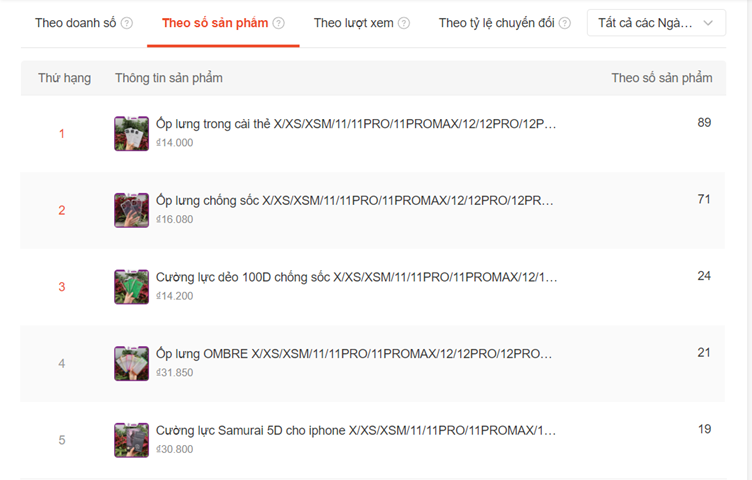 Theo doanh số
Theo số sản phẩm
Theo lượt xem
Theo tỷ lệ chuyển đổi
Tất cả các Ngà...
Thứ hạng Thông tin sản phẩm Theo số sản phẩm
1 Ốp lưng trong cài thẻ X/XS/XSM/11/11PRO/11PROMAX/12/12PRO/12P... 89
₫14.000
2 Ốp lưng chống sốc X/XS/XSM/11/11PRO/11PROMAX/12/12PRO/12PR... 71
₫16.080
3 Cường lực dẻo 100D chống sốc X/XS/XSM/11/11PRO/11PROMAX/12/1... 24
₫14.200
4 Ốp lưng OMBRE X/XS/XSM/11/11PRO/11PROMAX/12/12PRO/12PRO... 21
₫31.850
5 Cường lực Samurai 5D cho iphone X/XS/XSM/11/11PRO/11PROMAX/1... 19
₫30.800